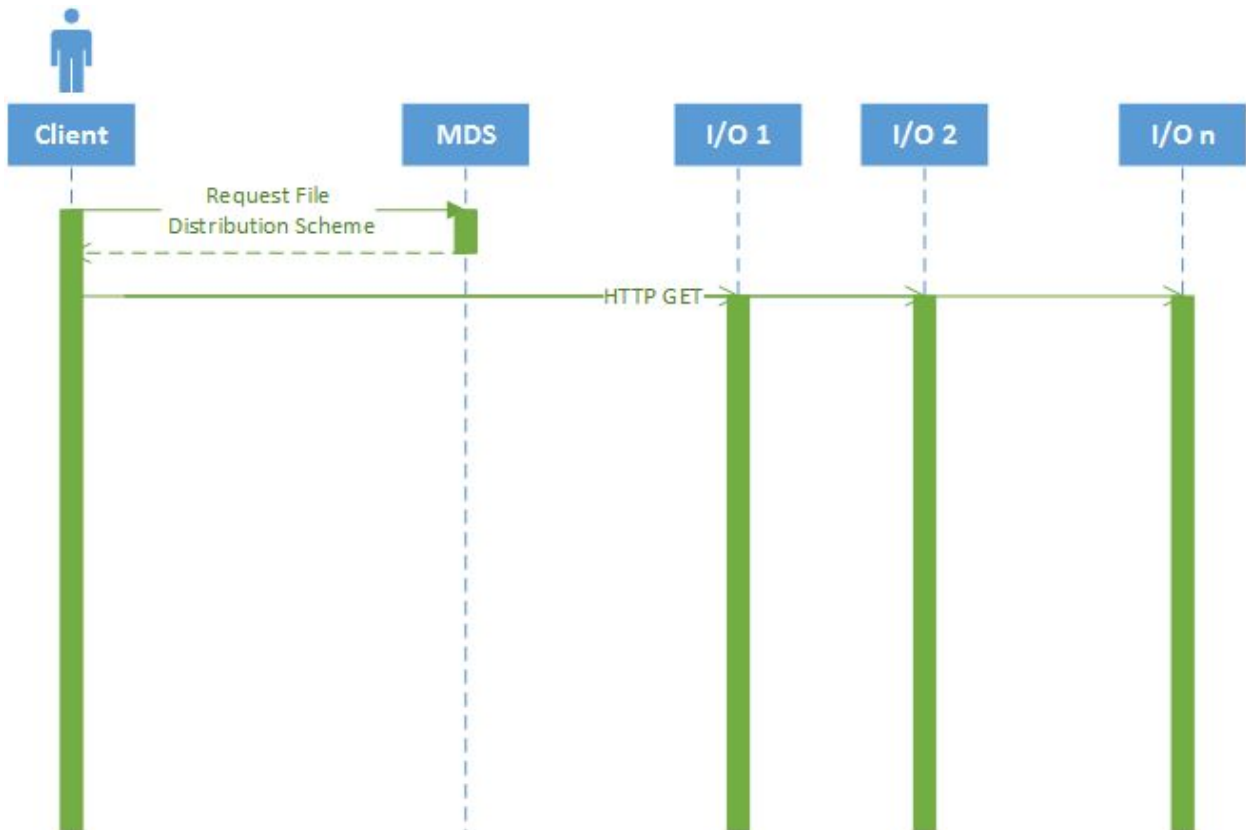 Client
MDS
I/O 1
I/O 2
I/O n
Request File
Distribution Scheme
HTTP GET